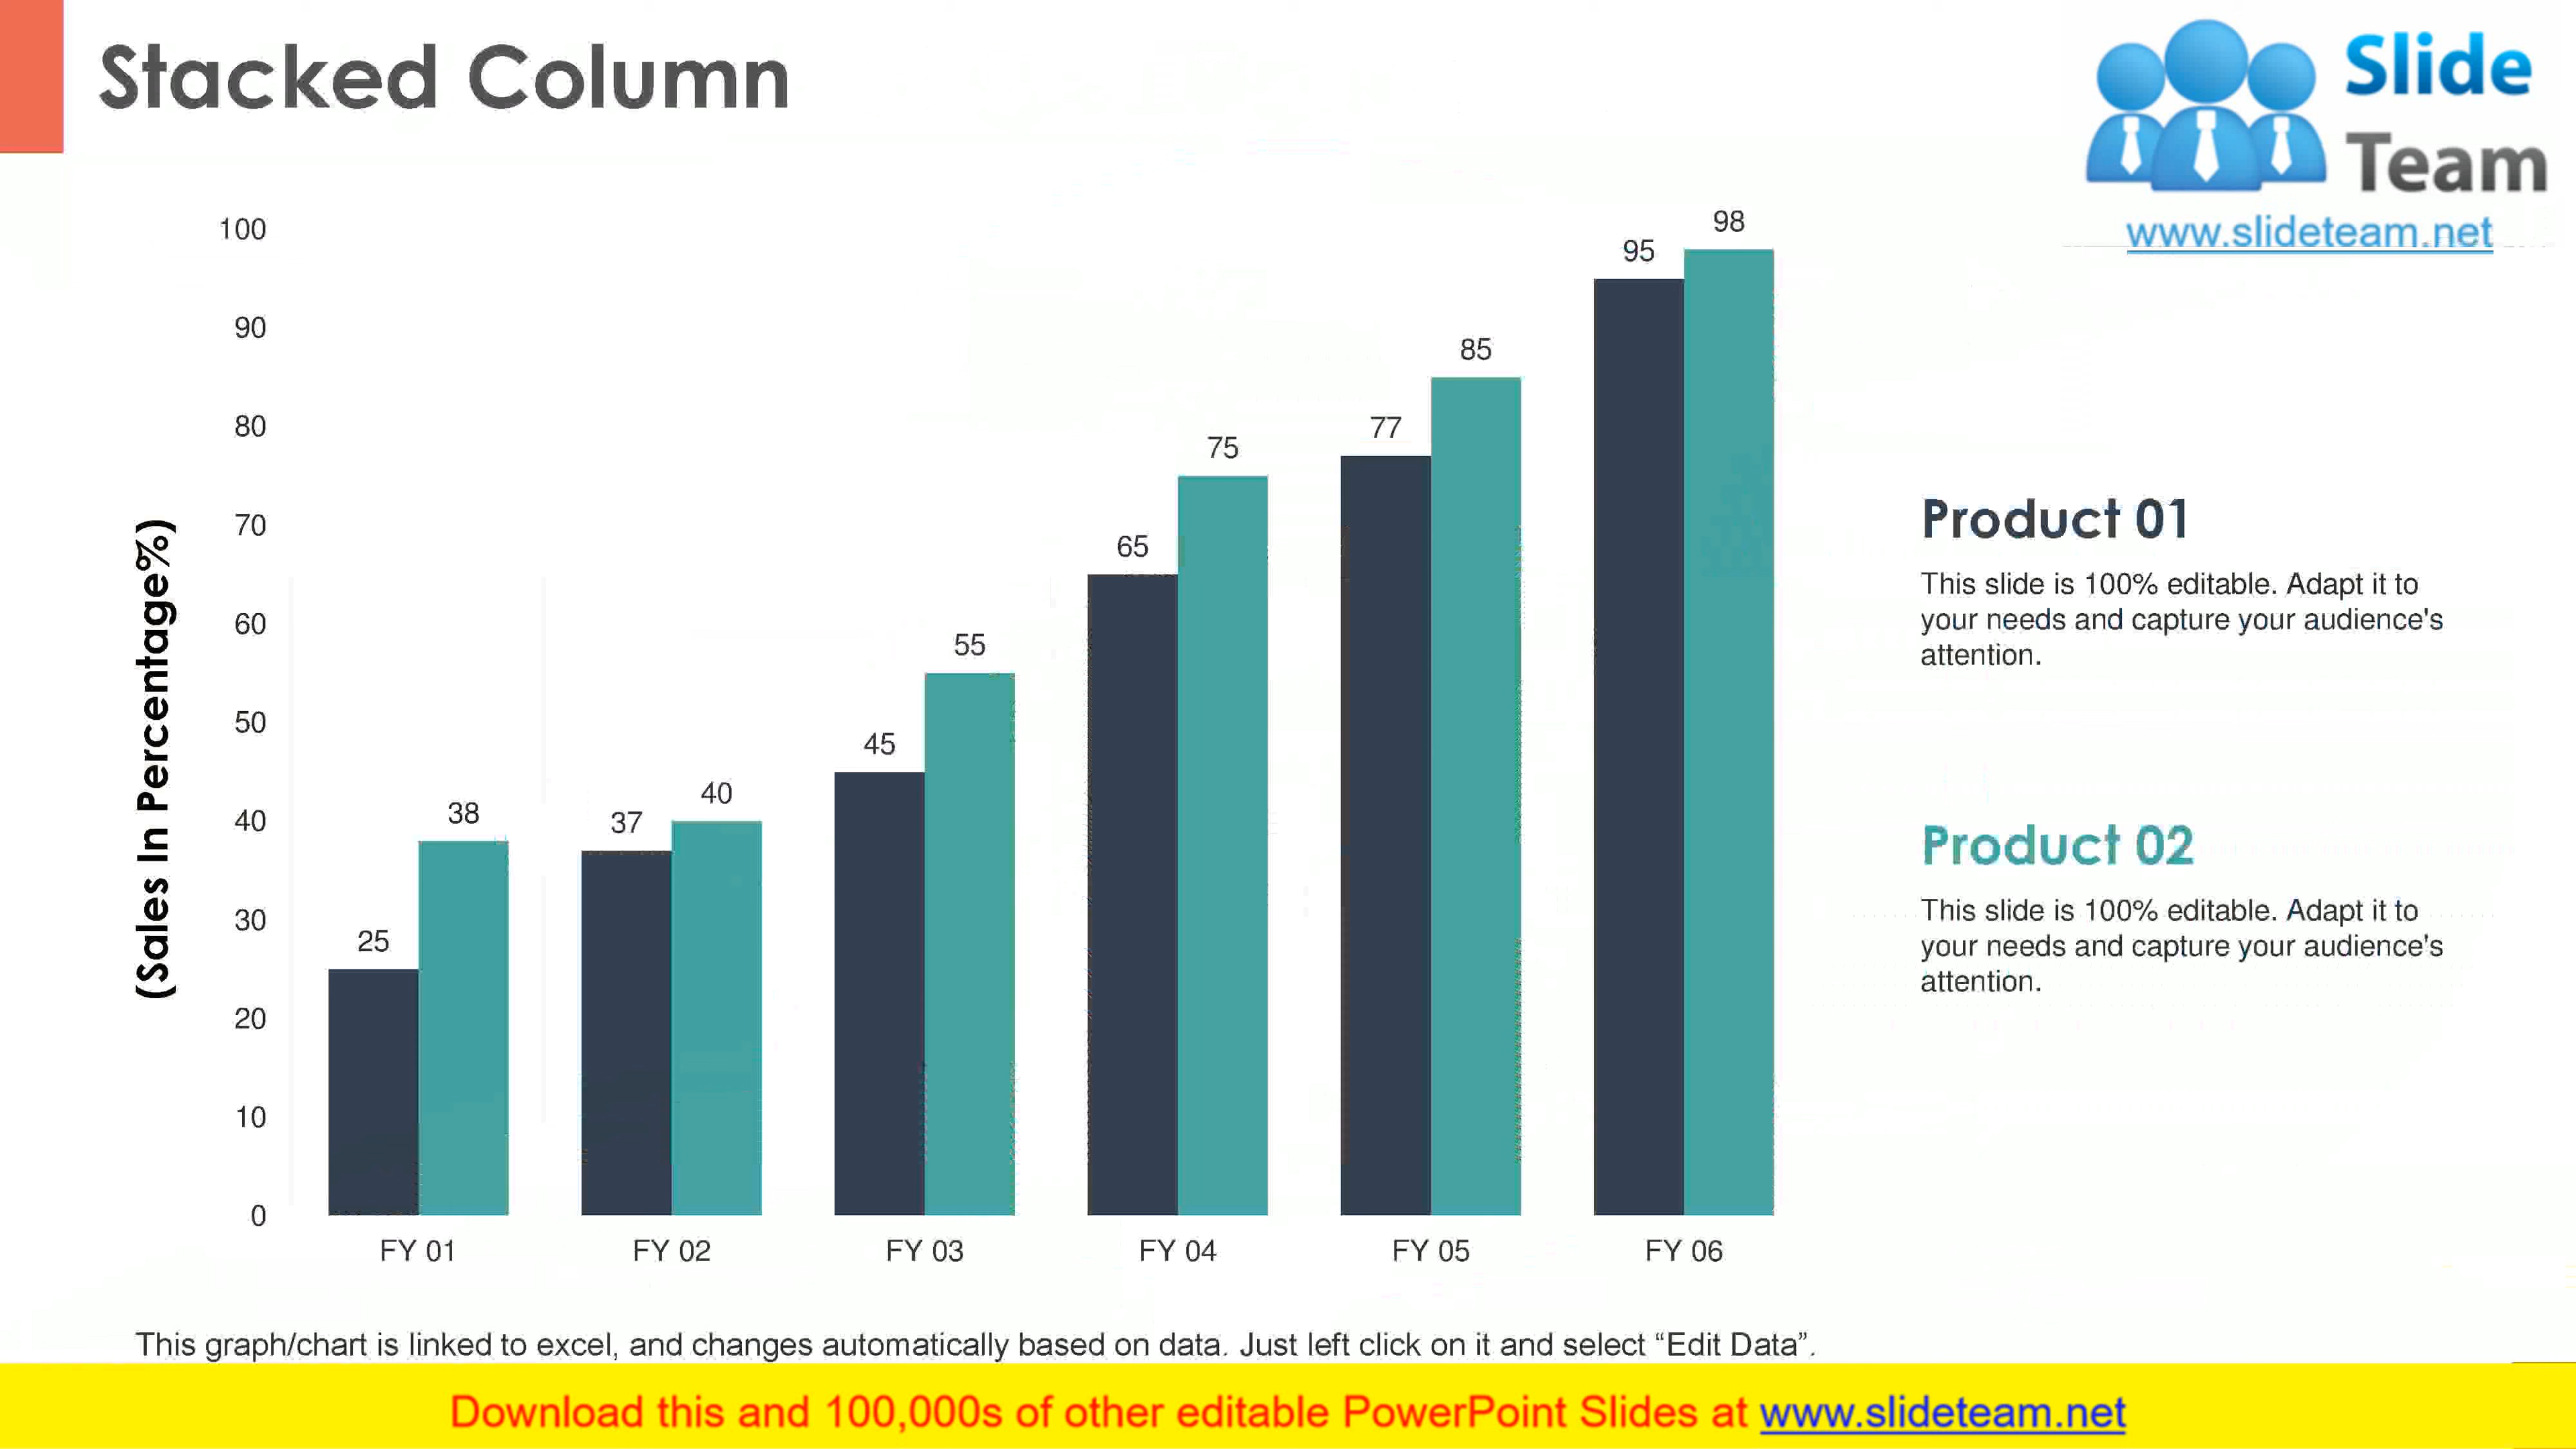 Stacked Column
Slide
Team
www.slideteam.net
(Sales In Percentage%)
100
90
80
70
60
50
40
30
20
10
0
25
38
37
40
45
55
65
75
77
85
95
98
FY 01
FY 02
FY 03
FY 04
FY 05
FY 06
Product 01
This slide is 100% editable. Adapt it to
your needs and capture your audience's
attention.
Product 02
This slide is 100% editable. Adapt it to
your needs and capture your audience's
attention.
This graph/chart is linked to excel, and changes automatically based on data. Just left click on it and select “Edit Data”.
Download this and 100,000s of other editable PowerPoint Slides at www.slideteam.net